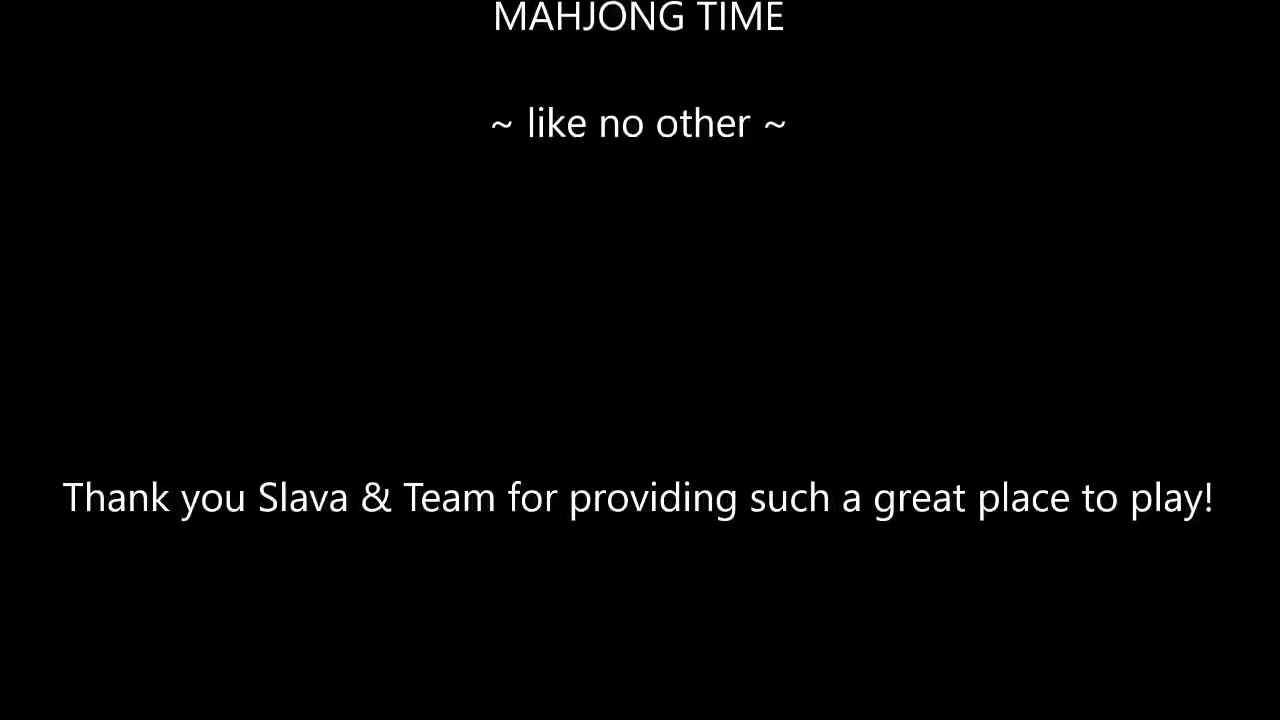 MAHJONG TIME
~ like no other ~
Thank you Slava & Team for providing such a great place to play!